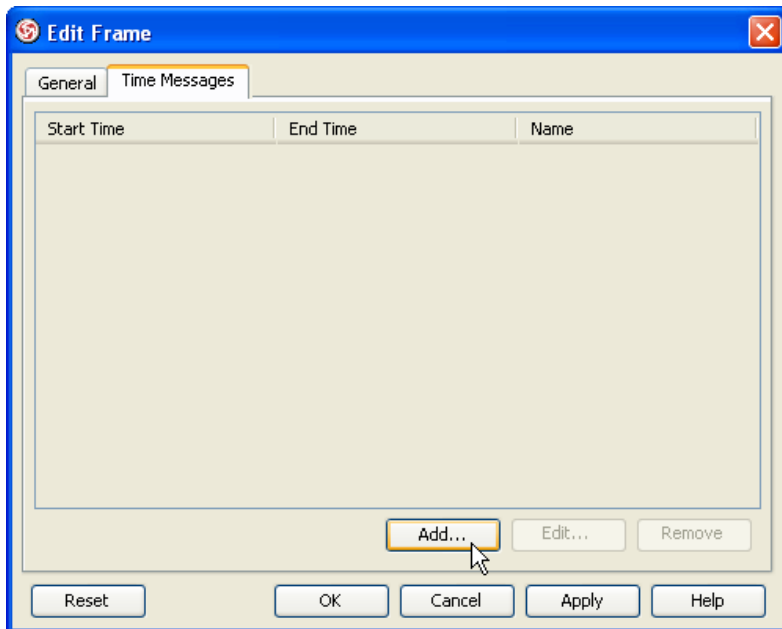 Edit Frame
General Time Messages
Start Time End Time Name
Add... Edit... Remove
Reset OK Cancel Apply Help